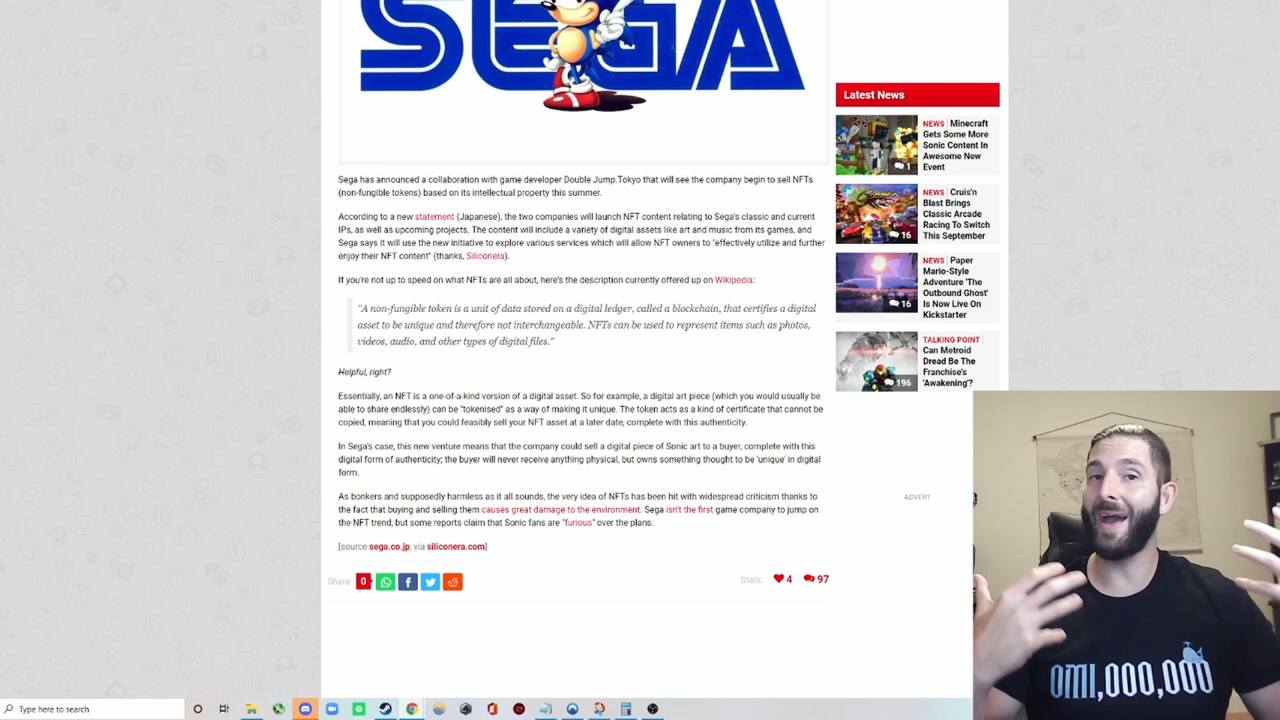 SEGA
Latest News
NEWS Minecraft
Gets Some More
Sonic Content In
Awesome New
Event
1
NEWS Cruis'n
Blast Brings
Classic Arcade
Racing To Switch
This September
16
NEWS Paper
Mario-Style
Adventure 'The
Outbound Ghost'
Is Now Live On
Kickstarter
16
TALKING POINT
Can Metroid
Dread Be The
Franchise's
'Awakening'?
196
Sega has announced a collaboration with game developer Double Jump.Tokyo that will see the company begin to sell NFTs
(non-fungible tokens) based on its intellectual property this summer.
According to a new statement (Japanese), the two companies will launch NFT content relating to Sega's classic and current
IPs, as well as upcoming projects. The content will include a variety of digital assets like art and music from its games, and
Sega says it will use the new initiative to explore various services which will allow NFT owners to "effectively utilize and further
enjoy their NFT content" (thanks, Siliconera).
If you're not up to speed on what NFTs are all about, here's the description currently offered up on Wikipedia:
"A non-fungible token is a unit of data stored on a digital ledger, called a blockchain, that certifies a digital
asset to be unique and therefore not interchangeable. NFTs can be used to represent items such as photos,
videos, audio, and other types of digital files."
Helpful, right?
Essentially, an NFT is a one-of-a-kind version of a digital asset. So for example, a digital art piece (which you would usually be
able to share endlessly) can be "tokenised" as a way of making it unique. The token acts as a kind of certificate that cannot be
copied, meaning that you could feasibly sell your NFT asset at a later date, complete with this authenticity.
In Sega's case, this new venture means that the company could sell a digital piece of Sonic art to a buyer, complete with this
digital form of authenticity; the buyer will never receive anything physical, but owns something thought to be 'unique' in digital
form.
As bonkers and supposedly harmless as it all sounds, the very idea of NFTs has been hit with widespread criticism thanks to
the fact that buying and selling them causes great damage to the environment. Sega isn't the first game company to jump on
the NFT trend, but some reports claim that Sonic fans are "furious" over the plans.
[source sega.co.jp, via siliconera.com]
Share: 0
Stats: 4 97
ADVERT
OMI,000,000
Type here to search